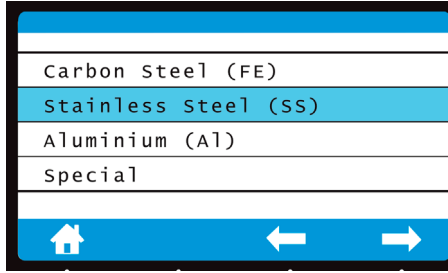 Carbon Steel (FE)
Stainless Steel (SS)
Aluminium (Al)
Special